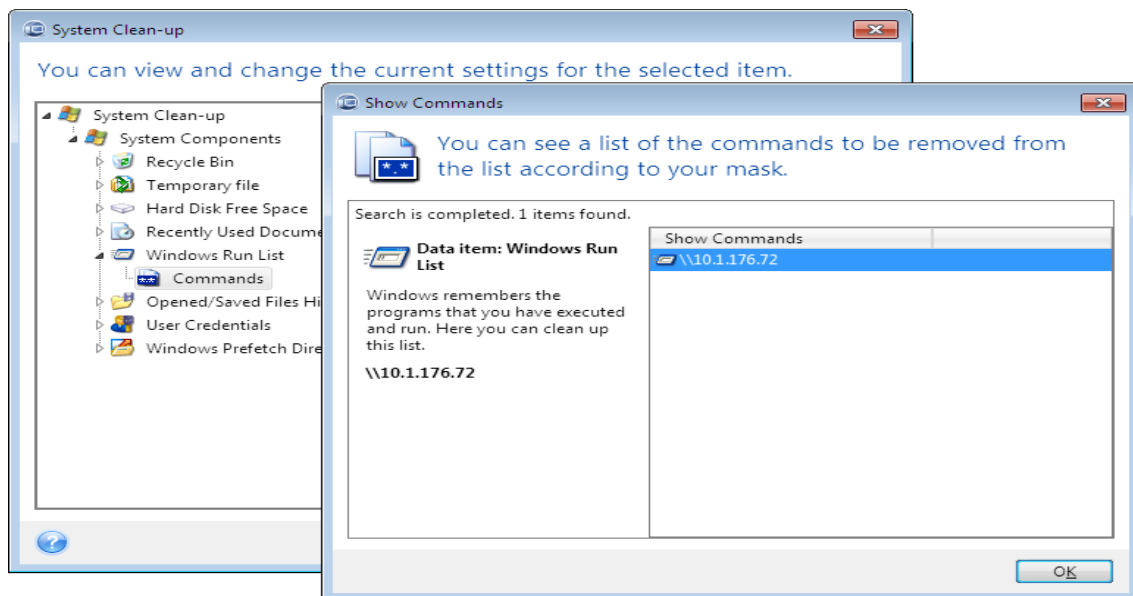 System Clean-up
You can view and change the current settings for the selected item.
System Clean-up
System Components
Recycle Bin
Temporary file
Hard Disk Free Space
Recently Used Docume
Windows Run List
Commands
Opened/Saved Files Hi
User Credentials
Windows Prefetch Dire
Show Commands
*.*
You can see a list of the commands to be removed from
the list according to your mask.
Search is completed. 1 items found.
Data item: Windows Run
List
Windows remembers the
programs that you have executed
and run. Here you can clean up
this list.
\\10.1.176.72
Show Commands
\\10.1.176.72
OK